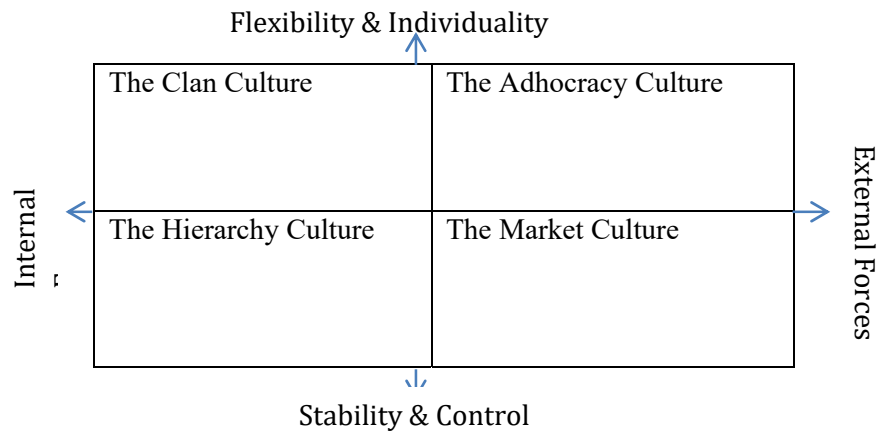 Flexibility & Individuality
The Clan Culture
The Adhocracy Culture
Internal
External Forces
The Hierarchy Culture
The Market Culture
Stability & Control